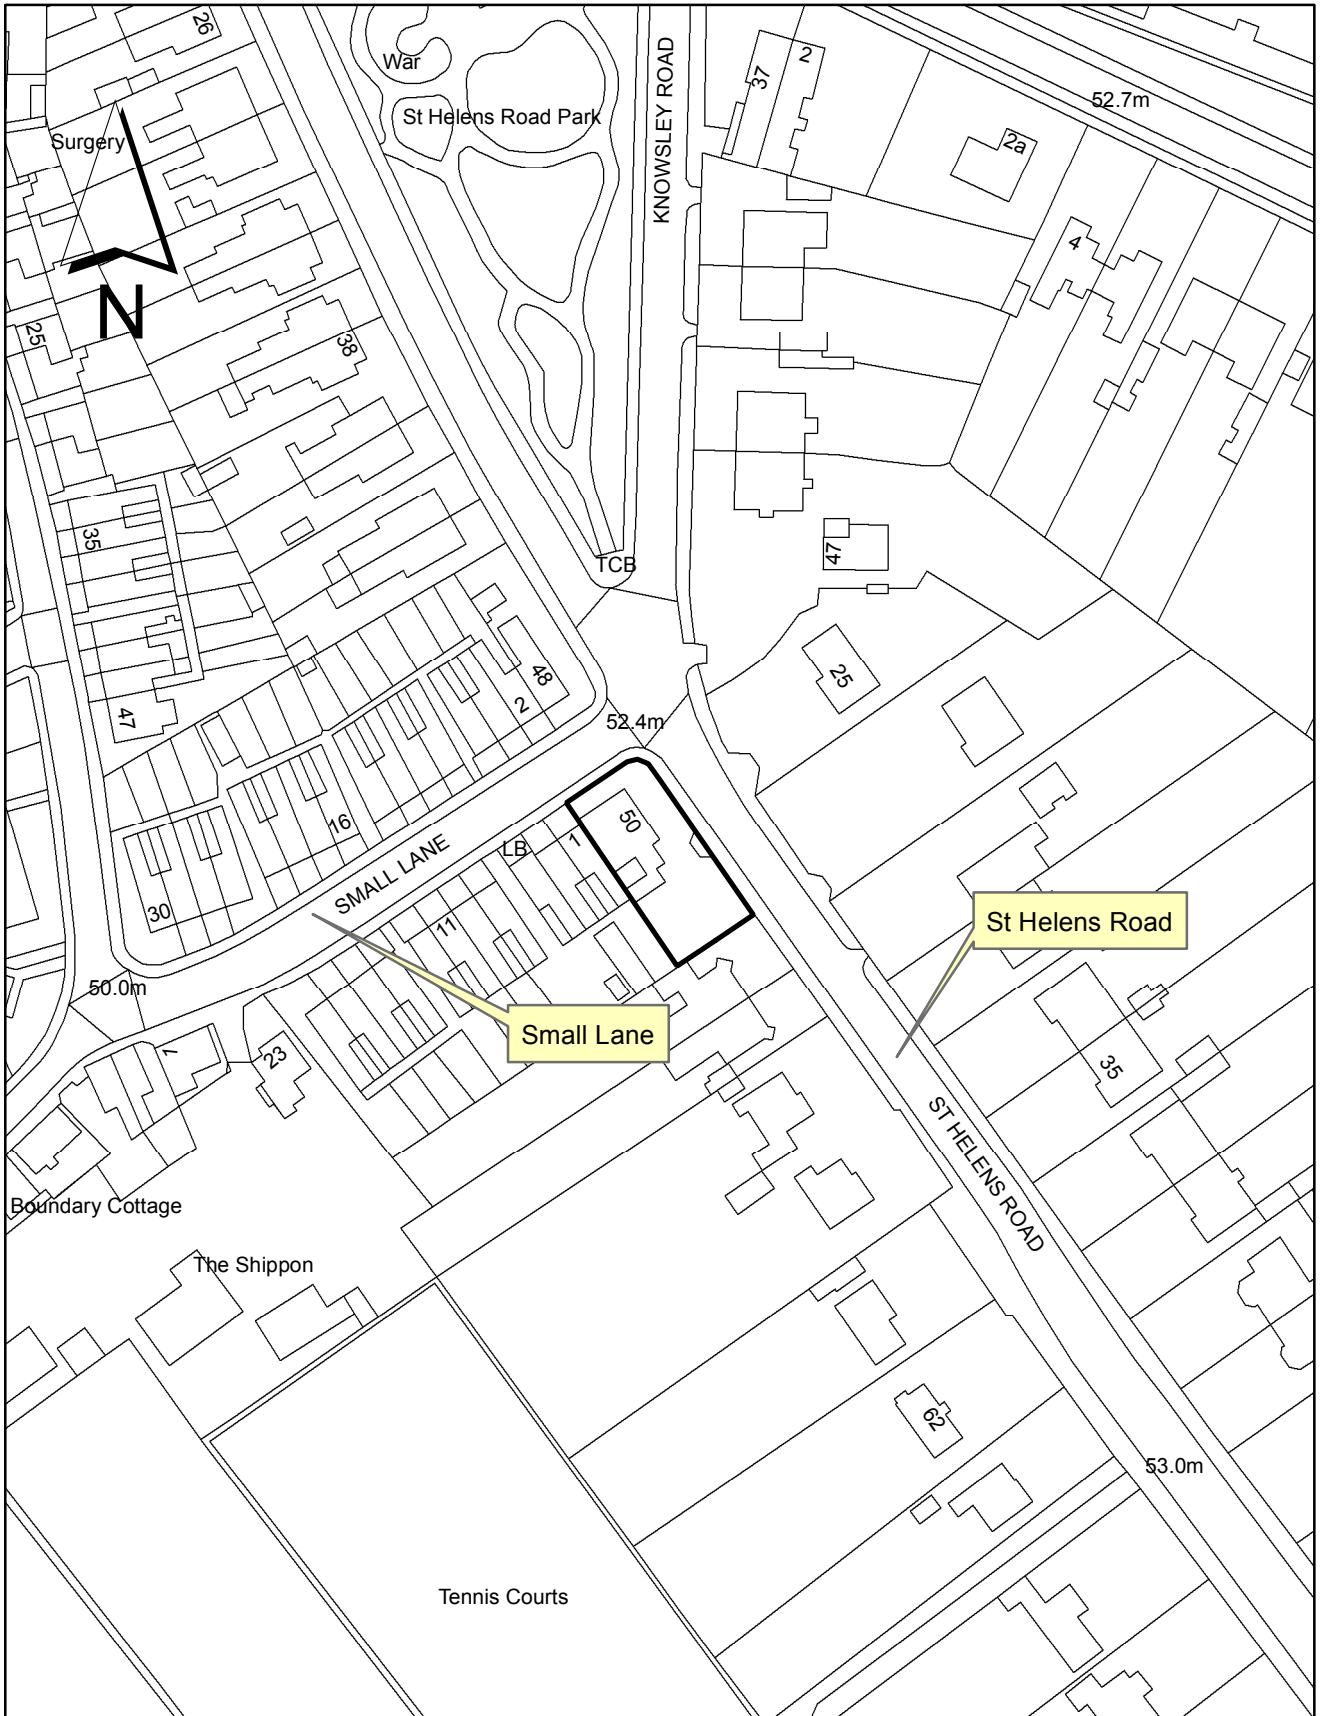 26
War
KNOWSLEY ROAD
37
2
52.7m
St Helens Road Park
Surgery
2a
4
N
25
38
35
TCB
47
25
48
2
47
52.4m
50
16
1
LB
SMALL LANE
30
11
St Helens Road
50.0m
Small Lane
7
23
35
ST HELENS ROAD
Boundary Cottage
The Shippon
62
53.0m
Tennis Courts